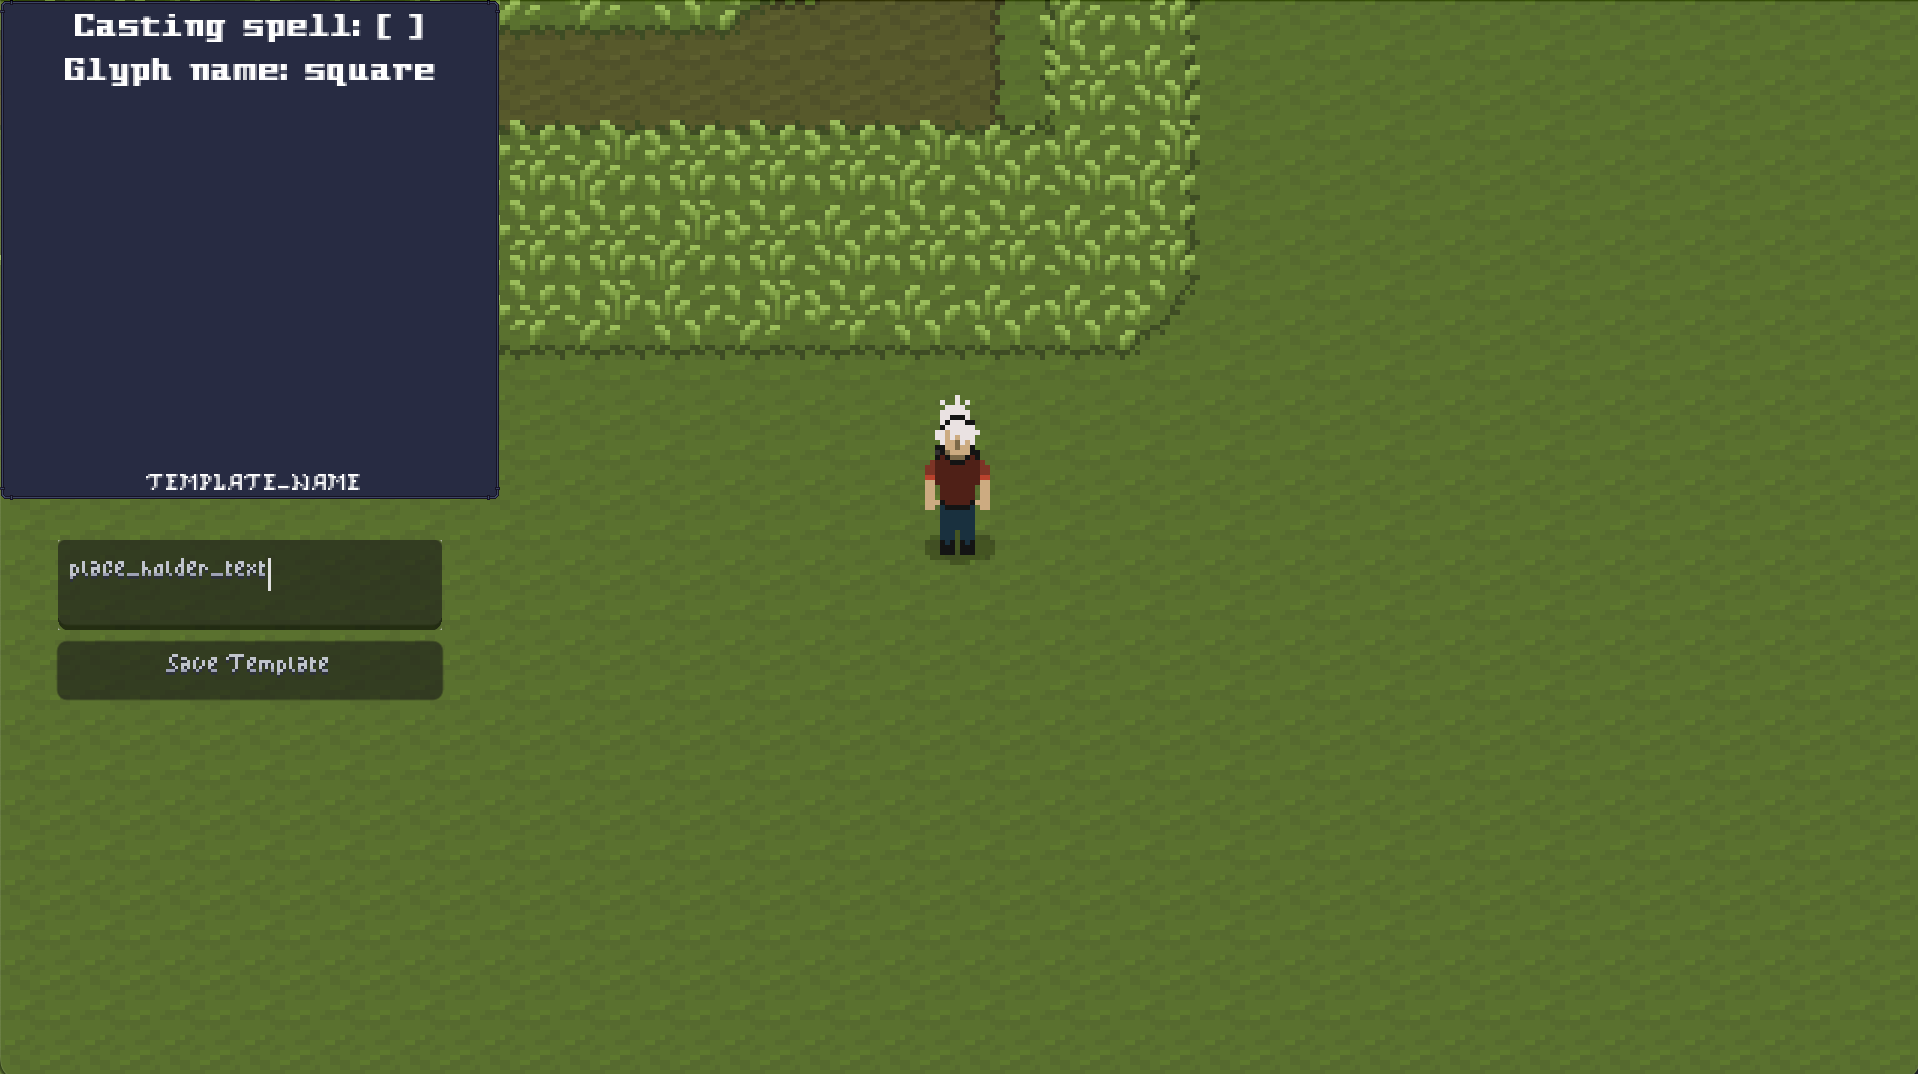 Casting spell: [ ]
Glyph name: square
TEMPLATE_NAME
place_holder_text
Save Template